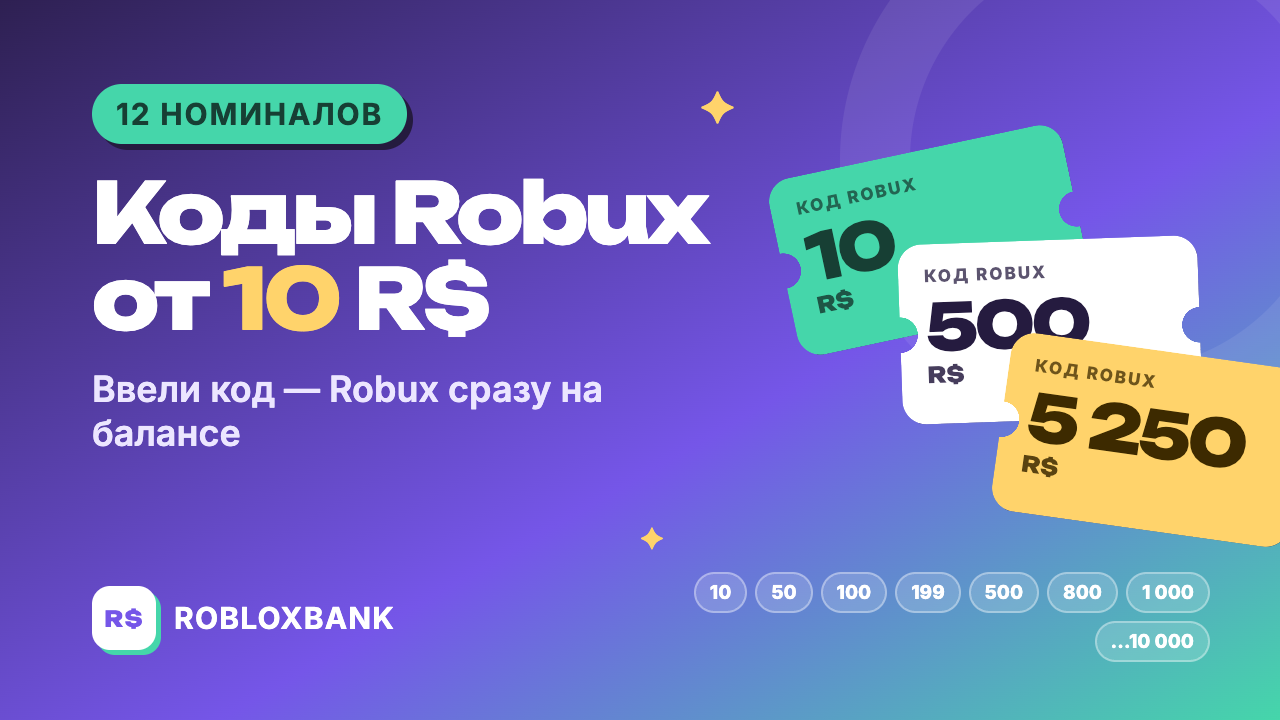 12 НОМИНАЛОВ
Коды Robux
от 10 R$
Ввели код — Robux сразу на
балансе
КОД ROBUX
10
R$
КОД ROBUX
500
R$
КОД ROBUX
5 250
R$
R$ ROBLOXBANK
10 50 100 199 500 800 1 000
...10 000